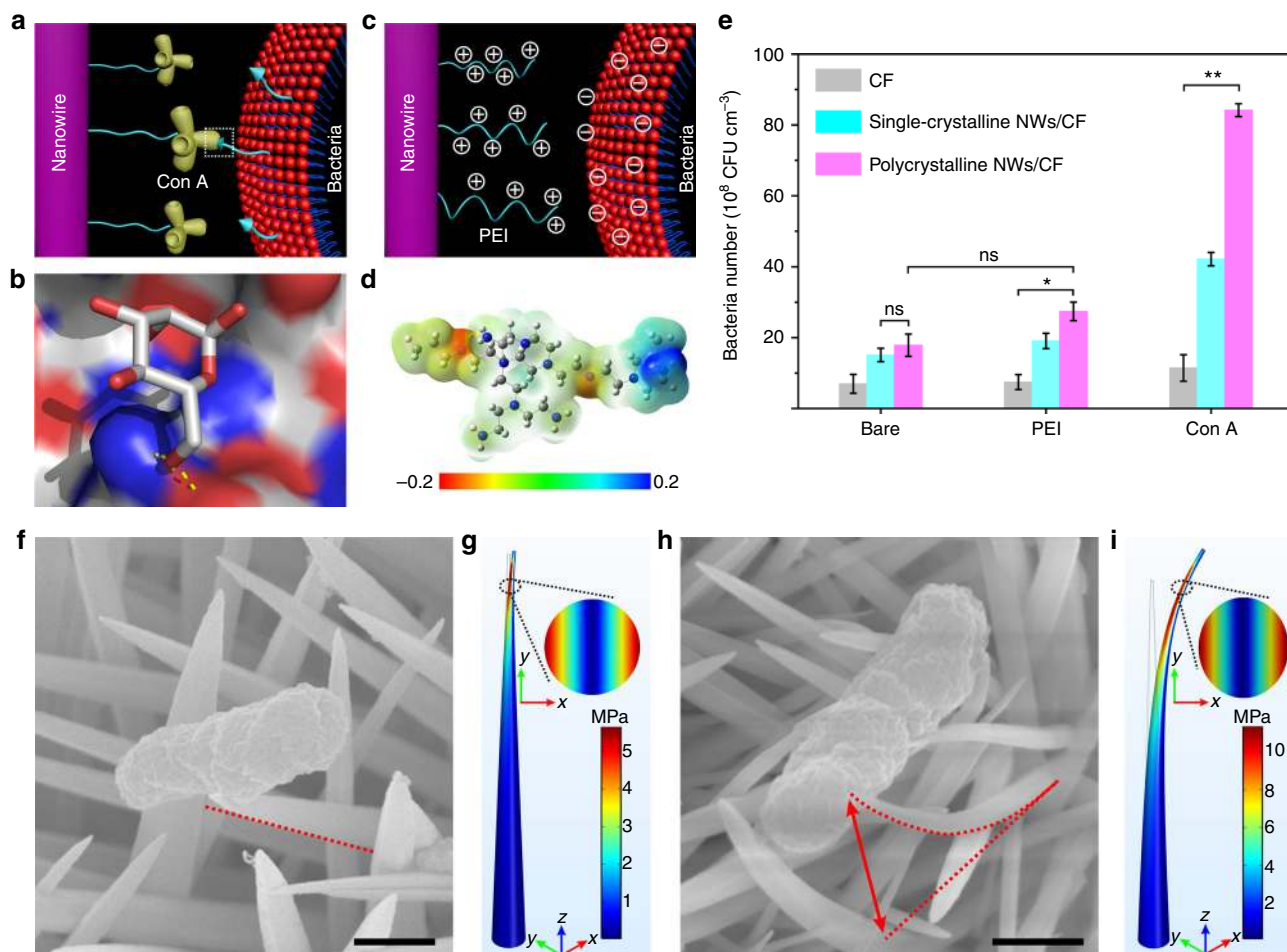 a
Nanowire
Con A
Bacteria
b
c
Nanowire
+ + + + + +
+ + + + + +
+ + + + +
PEI
− − − − − − − − − − − −
Bacteria
d
−0.2
0.2
e
Bacteria number (10⁸ CFU cm⁻³)
100
80
60
40
20
CF
Single-crystalline NWs/CF
Polycrystalline NWs/CF
**
ns
ns
*
Bare
PEI
Con A
f
g
y
x
MPa
5
4
3
2
1
z
y
x
h
i
y
x
MPa
10
8
6
4
2
z
y
x